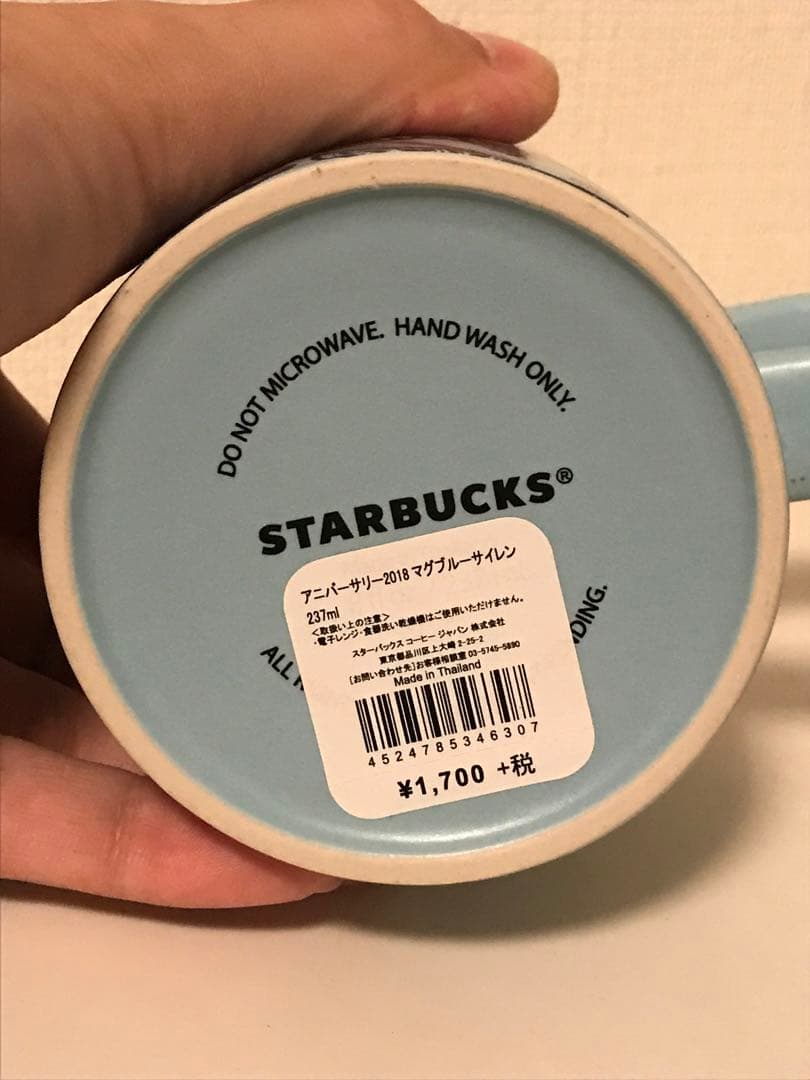 DO NOT MICROWAVE. HAND WASH ONLY.
STARBUCKS®
アニバーサリー2018 マグブルーサイレン
237ml
<取扱い上の注意>
・電子レンジ・食器洗い乾燥機はご使用いただけません。
スターバックス コーヒー ジャパン 株式会社
東京都品川区上大崎 2-25-2
[お問い合わせ先]お客様相談室 03-5745-5890
Made in Thailand
4524785346307
¥1,700 +税
ALL